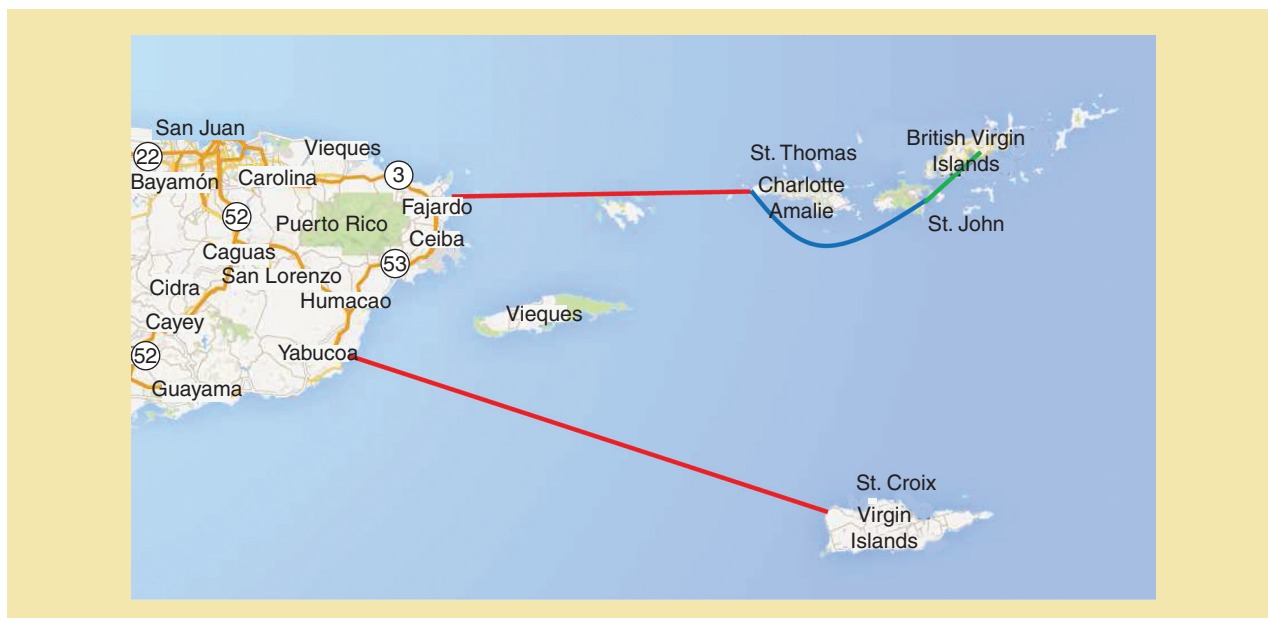 San Juan
22
Bayamón
Carolina
Vieques
3
Fajardo
Puerto Rico
52
Ceiba
Caguas
53
San Lorenzo
Cidra
Humacao
Cayey
Yabucoa
52
Guayama
Vieques
St. Thomas
Charlotte
Amalie
British Virgin
Islands
St. John
St. Croix
Virgin
Islands